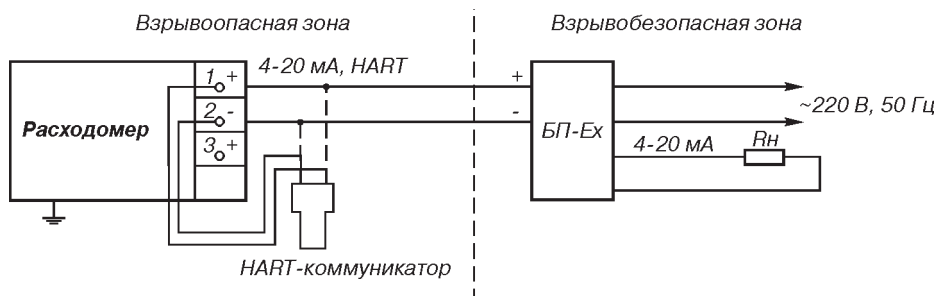 Взрывоопасная зона
Взрывобезопасная зона
4-20 мА, HART
Расходомер
1 +
2 -
3 +
+
-
БП-Ех
~220 В, 50 Гц
4-20 мА
Rн
HART-коммуникатор